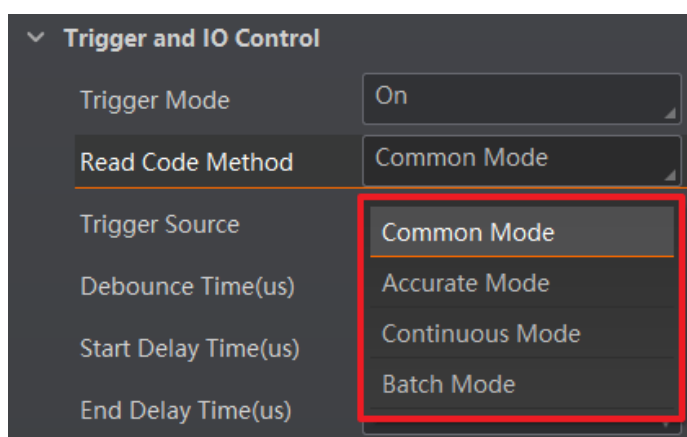 Trigger and IO Control
Trigger Mode On
Read Code Method Common Mode
Trigger Source Common Mode
Debounce Time(us) Accurate Mode
Start Delay Time(us) Continuous Mode
End Delay Time(us) Batch Mode